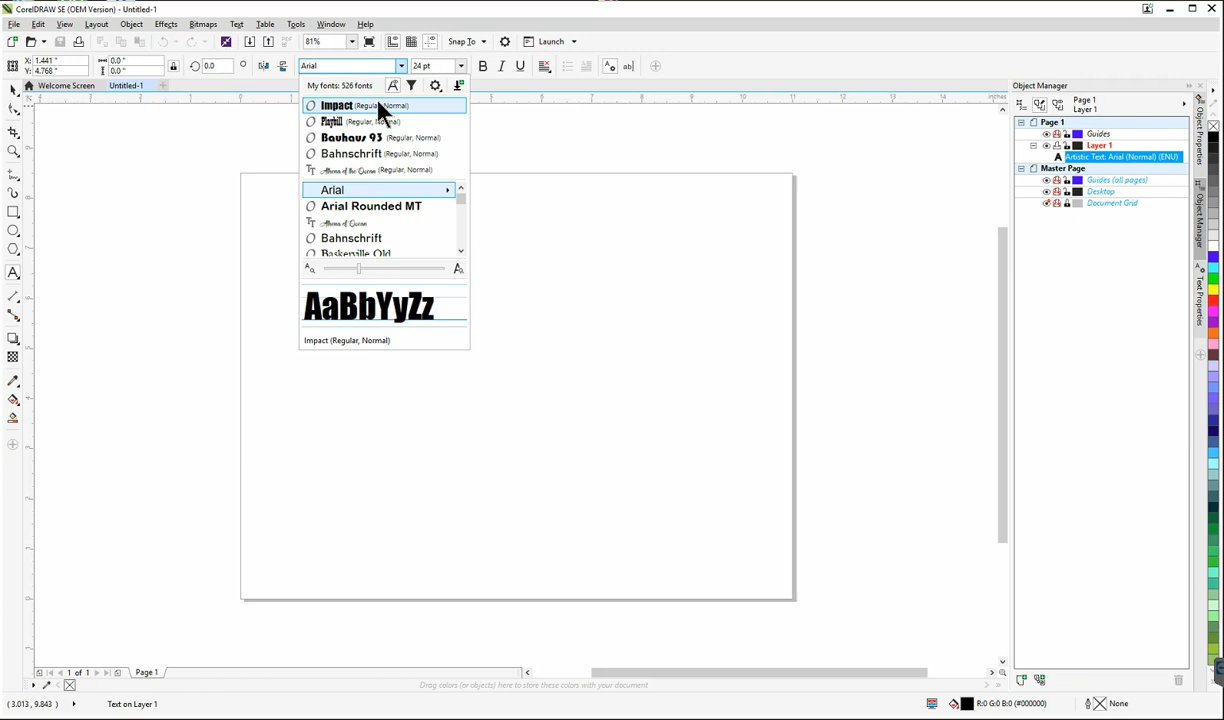 CorelDRAW SE (OEM Version) - Untitled-1
File Edit View Layout Object Effects Bitmaps Text Table Tools Window Help
81% Snap To Launch
X: 1.441 " 0.0 " 0.0 Arial 24 pt B I U ab|
Y: 4.768 " 0.0 "
Welcome Screen Untitled-1
My fonts: 526 fonts
Impact (Regular, Normal)
Playbill (Regular, Normal)
Bauhaus 93 (Regular, Normal)
Bahnschrift (Regular, Normal)
Athena of the Ocean (Regular, Normal)
Arial
Arial Rounded MT
Athena of Ocean
Bahnschrift
Baskerville Old
AaBbYyZz
Impact (Regular, Normal)
inches
Object Manager
Page 1
Layer 1
Page 1
Guides
Layer 1
A Artistic Text: Arial (Normal) (ENU)
Master Page
Guides (all pages)
Desktop
Document Grid
Object Properties
Object Manager
Text Properties
1 of 1 Page 1
Drag colors (or objects) here to store these colors with your document
(3.013, 9.843 ) Text on Layer 1 R:0 G:0 B:0 (#000000) None